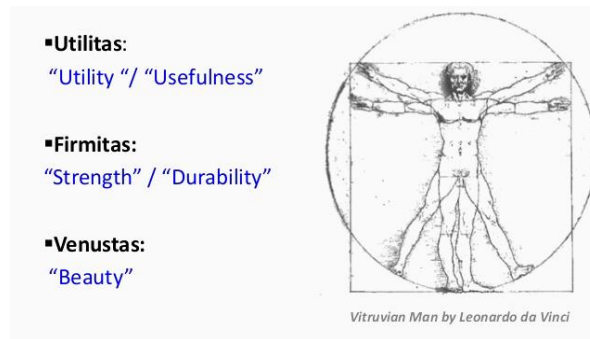 ▪Utilitas:
“Utility “/ “Usefulness”
▪Firmitas:
“Strength” / “Durability”
▪Venustas:
“Beauty”
Vitruvian Man by Leonardo da Vinci